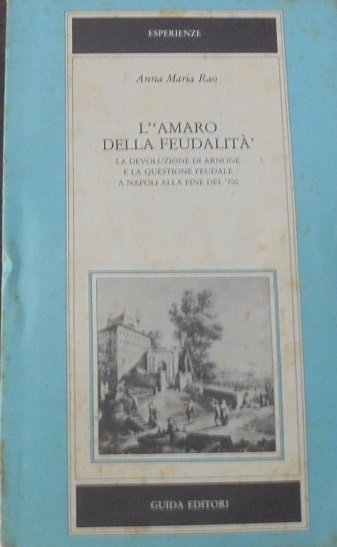 ESPERIENZE
Anna Maria Rao
L'‘AMARO
DELLA FEUDALITÀ’
LA DEVOLUZIONE DI ARNONE
E LA QUESTIONE FEUDALE
A NAPOLI ALLA FINE DEL '700
GUIDA EDITORI